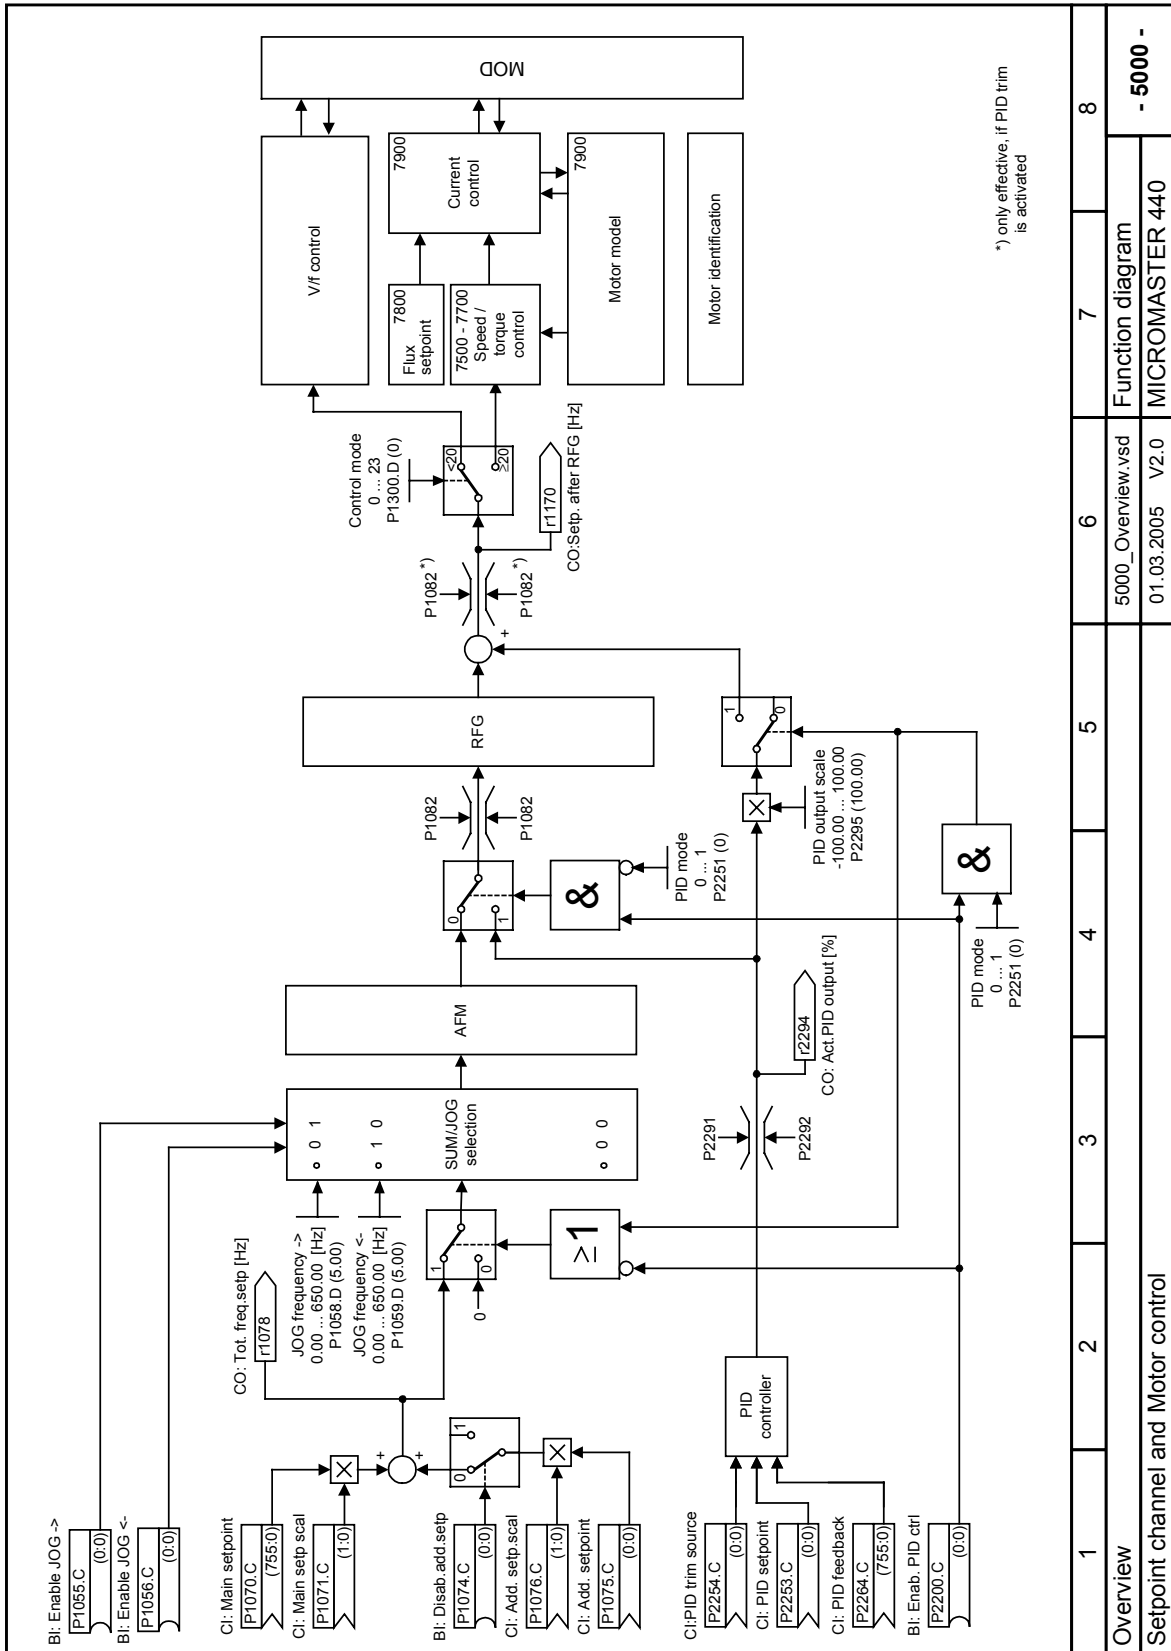 BI: Enable JOG ->
P1055.C
(0:0)
BI: Enable JOG <-
P1056.C
(0:0)
CI: Main setpoint
P1070.C
(755:0)
CI: Main setp scal
P1071.C
(1:0)
BI: Disab.add.setp
P1074.C
(0:0)
CI: Add. setp.scal
P1076.C
(1:0)
CI: Add. setpoint
P1075.C
(0:0)
CI:PID trim source
P2254.C
(0:0)
CI: PID setpoint
P2253.C
(0:0)
CI: PID feedback
P2264.C
(755:0)
BI: Enab. PID ctrl
P2200.C
(0:0)
+
+
0
1
PID
controller
CO: Tot. freq.setp [Hz]
r1078
JOG frequency ->
0.00 ... 650.00 [Hz]
P1058.D (5.00)
JOG frequency <-
0.00 ... 650.00 [Hz]
P1059.D (5.00)
1
0
0
≥1
0 1
1 0
SUM/JOG
selection
0 0
P2291
P2292
r2294
CO: Act.PID output [%]
AFM
0
1
&
PID mode
0 ... 1
P2251 (0)
PID mode
0 ... 1
P2251 (0)
&
P1082
P1082
RFG
PID output scale
-100.00 ... 100.00
P2295 (100.00)
1
0
+
P1082 *)
P1082 *)
r1170
CO:Setp. after RFG [Hz]
Control mode
0 ... 23
P1300.D (0)
<20
≥20
V/f control
7800
Flux
setpoint
7500 - 7700
Speed /
torque
control
7900
Current
control
7900
Motor model
Motor identification
MOD
*) only effective, if PID trim
is activated
1
2
3
4
5
6
7
8
Overview
5000_Overview.vsd
Function diagram
- 5000 -
Setpoint channel and Motor control
01.03.2005 V2.0
MICROMASTER 440